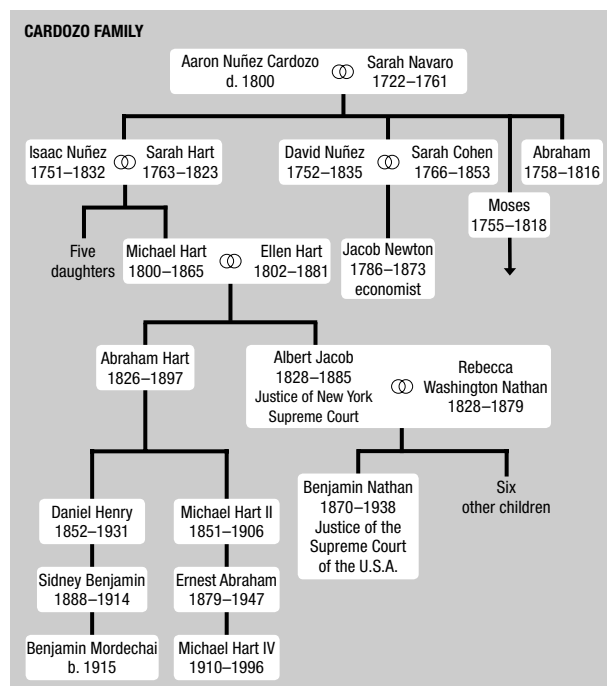 CARDOZO FAMILY
Aaron Nuñez Cardozo
d. 1800
Sarah Navaro
1722–1761
Isaac Nuñez
1751–1832
Sarah Hart
1763–1823
David Nuñez
1752–1835
Sarah Cohen
1766–1853
Abraham
1758–1816
Moses
1755–1818
Five
daughters
Michael Hart
1800–1865
Ellen Hart
1802–1881
Jacob Newton
1786–1873
economist
Abraham Hart
1826–1897
Albert Jacob
1828–1885
Justice of New York
Supreme Court
Rebecca
Washington Nathan
1828–1879
Daniel Henry
1852–1931
Michael Hart II
1851–1906
Benjamin Nathan
1870–1938
Justice of the
Supreme Court
of the U.S.A.
Six
other children
Sidney Benjamin
1888–1914
Ernest Abraham
1879–1947
Benjamin Mordechai
b. 1915
Michael Hart IV
1910–1996